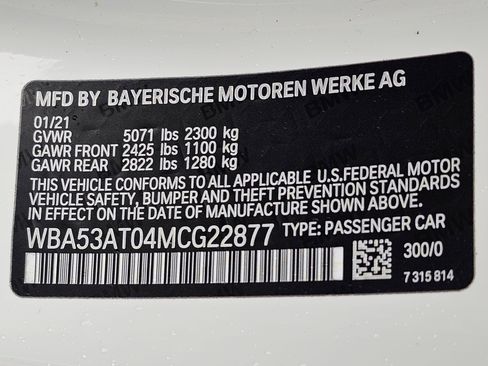 MFD BY BAYERISCHE MOTOREN WERKE AG
01/21
GVWR 5071 lbs 2300 kg
GAWR FRONT 2425 lbs 1100 kg
GAWR REAR 2822 lbs 1280 kg
THIS VEHICLE CONFORMS TO ALL APPLICABLE U.S.FEDERAL MOTOR
VEHICLE SAFETY, BUMPER AND THEFT PREVENTION STANDARDS
IN EFFECT ON THE DATE OF MANUFACTURE SHOWN ABOVE.
WBA53AT04MCG22877 TYPE: PASSENGER CAR
300/0
7 315 814